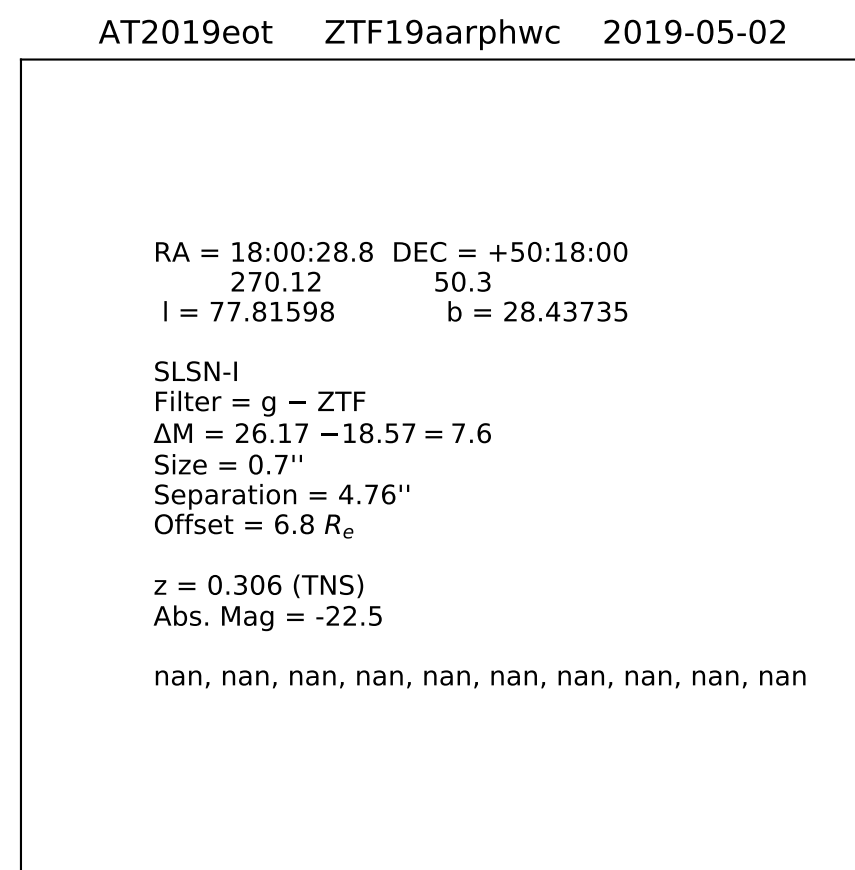 AT2019eot ZTF19aarphwc 2019-05-02
RA = 18:00:28.8 DEC = +50:18:00
270.12 50.3
l = 77.81598 b = 28.43735
SLSN-I
Filter = g − ZTF
ΔM = 26.17 −18.57 = 7.6
Size = 0.7''
Separation = 4.76''
Offset = 6.8 Re
z = 0.306 (TNS)
Abs. Mag = -22.5
nan, nan, nan, nan, nan, nan, nan, nan, nan, nan